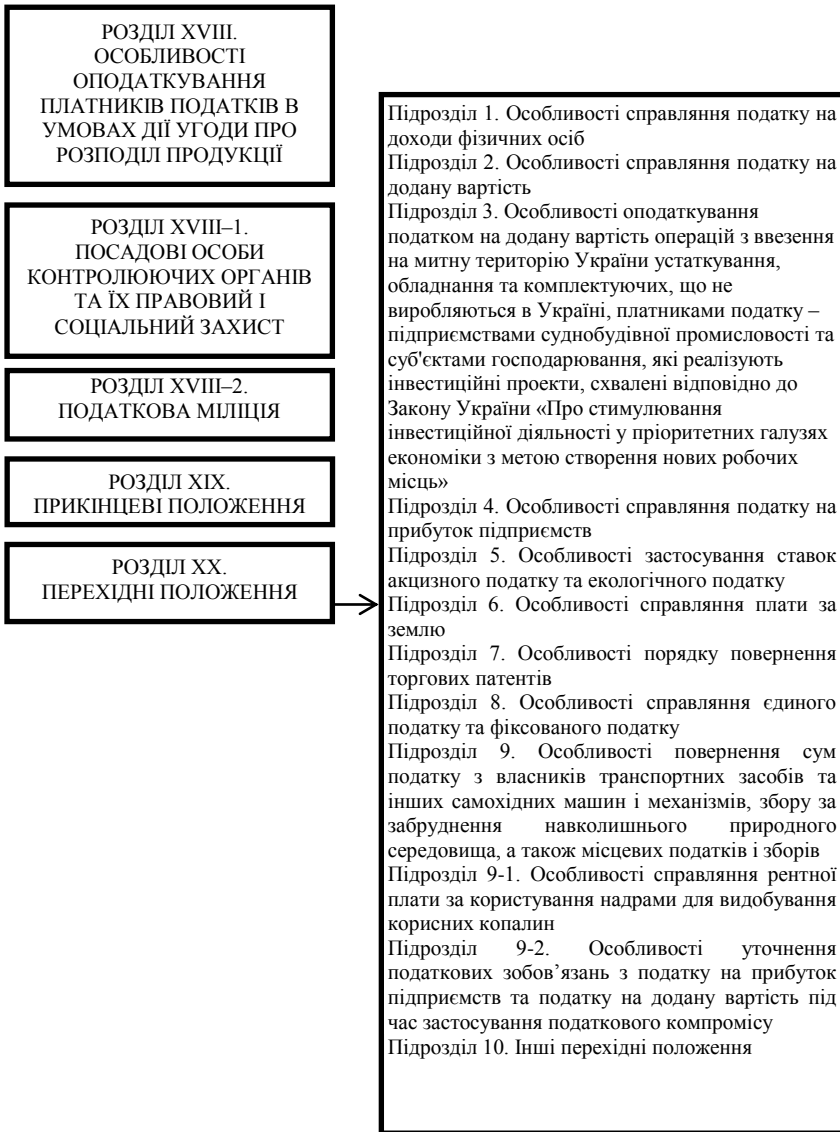 РОЗДІЛ XVIII.
ОСОБЛИВОСТІ
ОПОДАТКУВАННЯ
ПЛАТНИКІВ ПОДАТКІВ В
УМОВАХ ДІЇ УГОДИ ПРО
РОЗПОДІЛ ПРОДУКЦІЇ
РОЗДІЛ XVIII–1.
ПОСАДОВІ ОСОБИ
КОНТРОЛЮЮЧИХ ОРГАНІВ
ТА ЇХ ПРАВОВИЙ І
СОЦІАЛЬНИЙ ЗАХИСТ
РОЗДІЛ XVIII–2.
ПОДАТКОВА МІЛІЦІЯ
РОЗДІЛ XIX.
ПРИКІНЦЕВІ ПОЛОЖЕННЯ
РОЗДІЛ XX.
ПЕРЕХІДНІ ПОЛОЖЕННЯ
Підрозділ 1. Особливості справляння податку на
доходи фізичних осіб
Підрозділ 2. Особливості справляння податку на
додану вартість
Підрозділ 3. Особливості оподаткування
податком на додану вартість операцій з ввезення
на митну територію України устаткування,
обладнання та комплектуючих, що не
виробляються в Україні, платниками податку –
підприємствами суднобудівної промисловості та
суб'єктами господарювання, які реалізують
інвестиційні проекти, схвалені відповідно до
Закону України «Про стимулювання
інвестиційної діяльності у пріоритетних галузях
економіки з метою створення нових робочих
місць»
Підрозділ 4. Особливості справляння податку на
прибуток підприємств
Підрозділ 5. Особливості застосування ставок
акцизного податку та екологічного податку
Підрозділ 6. Особливості справляння плати за
землю
Підрозділ 7. Особливості порядку повернення
торгових патентів
Підрозділ 8. Особливості справляння єдиного
податку та фіксованого податку
Підрозділ 9. Особливості повернення сум
податку з власників транспортних засобів та
інших самохідних машин і механізмів, збору за
забруднення навколишнього природного
середовища, а також місцевих податків і зборів
Підрозділ 9-1. Особливості справляння рентної
плати за користування надрами для видобування
корисних копалин
Підрозділ 9-2. Особливості уточнення
податкових зобов’язань з податку на прибуток
підприємств та податку на додану вартість під
час застосування податкового компромісу
Підрозділ 10. Інші перехідні положення